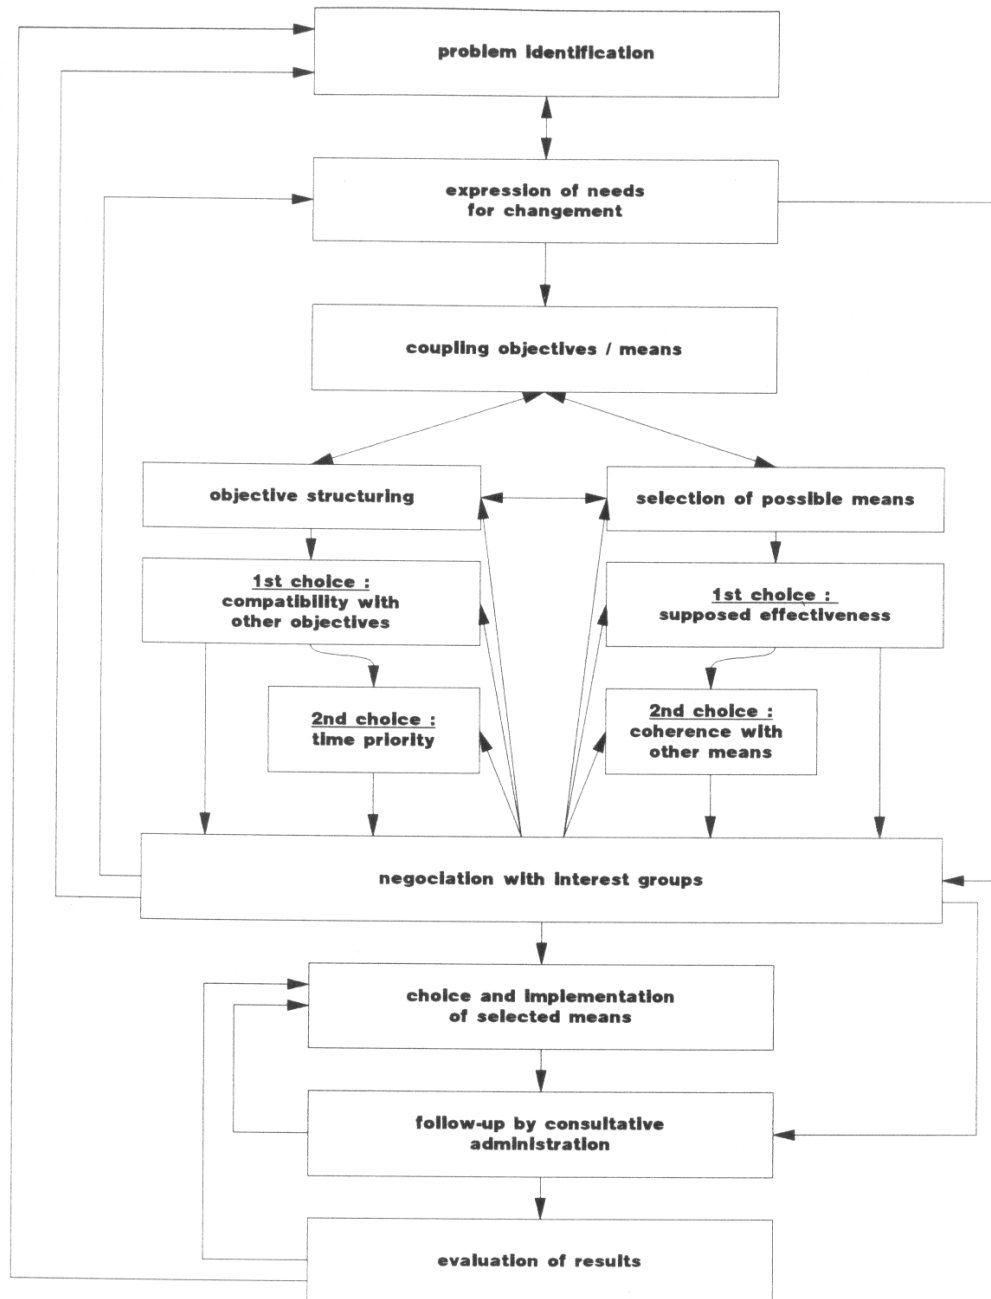 problem identification
expression of needs
for changement
coupling objectives / means
objective structuring
selection of possible means
1st choice :
compatibility with
other objectives
1st choice :
supposed effectiveness
2nd choice :
time priority
2nd choice :
coherence with
other means
negociation with interest groups
choice and implementation
of selected means
follow-up by consultative
administration
evaluation of results